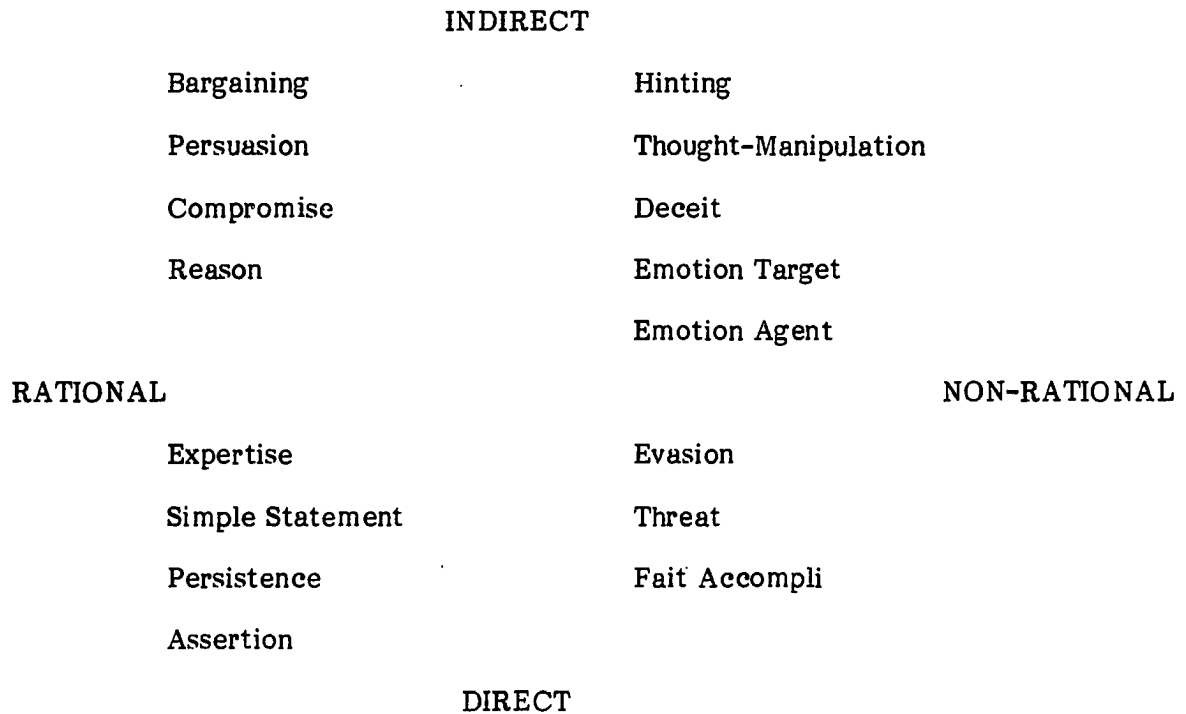 INDIRECT
Bargaining Hinting
Persuasion Thought-Manipulation
Compromise Deceit
Reason Emotion Target
Emotion Agent
RATIONAL NON-RATIONAL
Expertise Evasion
Simple Statement Threat
Persistence Fait Accompli
Assertion
DIRECT